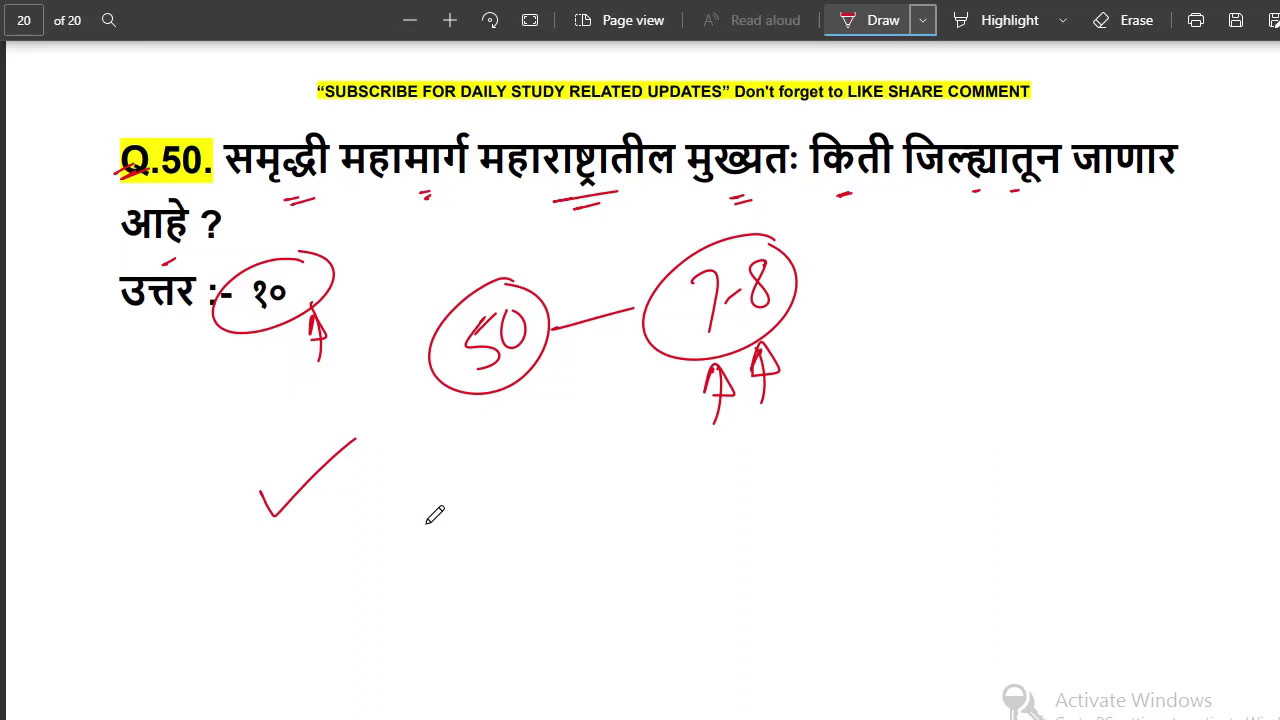 20 of 20 Page view Read aloud Draw Highlight Erase
“SUBSCRIBE FOR DAILY STUDY RELATED UPDATES” Don't forget to LIKE SHARE COMMENT
Q.50. समृद्धी महामार्ग महाराष्ट्रातील मुख्यतः किती जिल्ह्यातून जाणार
आहे ?
उत्तर :- १०
50 7-8
Activate Windows